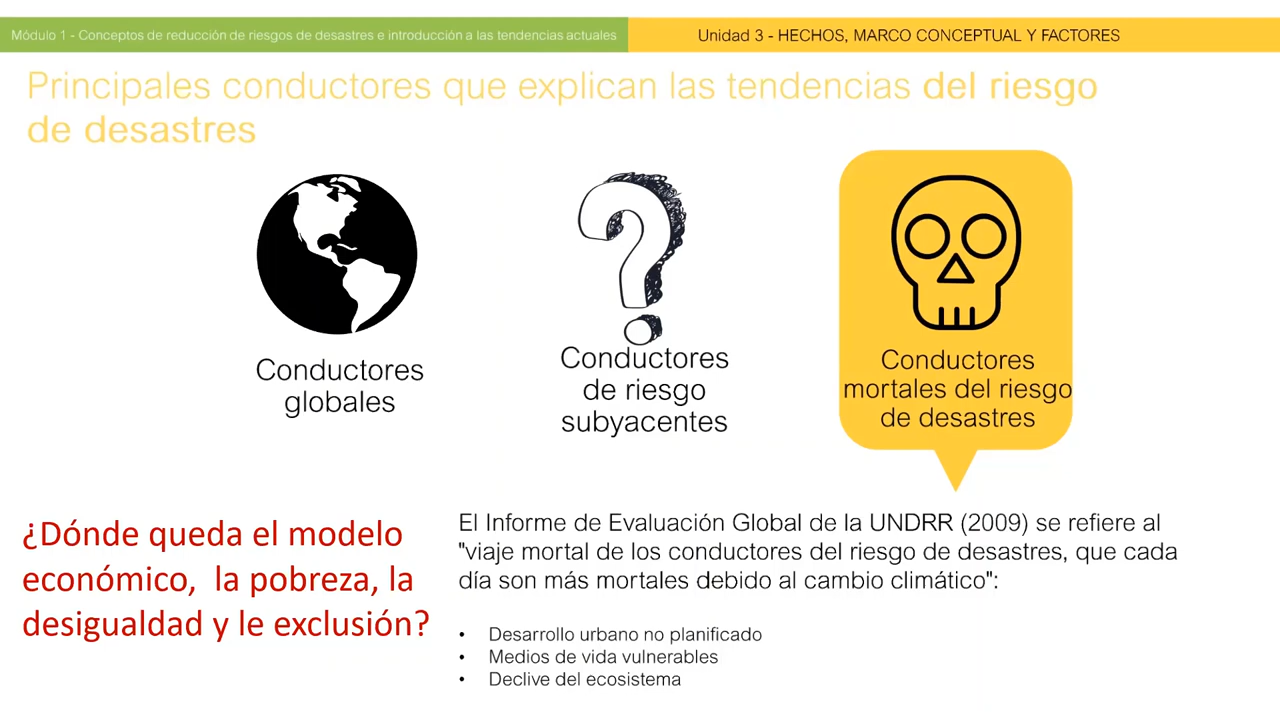 Módulo 1 - Conceptos de reducción de riesgos de desastres e introducción a las tendencias actuales
Unidad 3 - HECHOS, MARCO CONCEPTUAL Y FACTORES
Principales conductores que explican las tendencias del riesgo
de desastres
Conductores
globales
Conductores
de riesgo
subyacentes
Conductores
mortales del riesgo
de desastres
¿Dónde queda el modelo
económico, la pobreza, la
desigualdad y le exclusión?
El Informe de Evaluación Global de la UNDRR (2009) se refiere al
"viaje mortal de los conductores del riesgo de desastres, que cada
día son más mortales debido al cambio climático":
• Desarrollo urbano no planificado
• Medios de vida vulnerables
• Declive del ecosistema